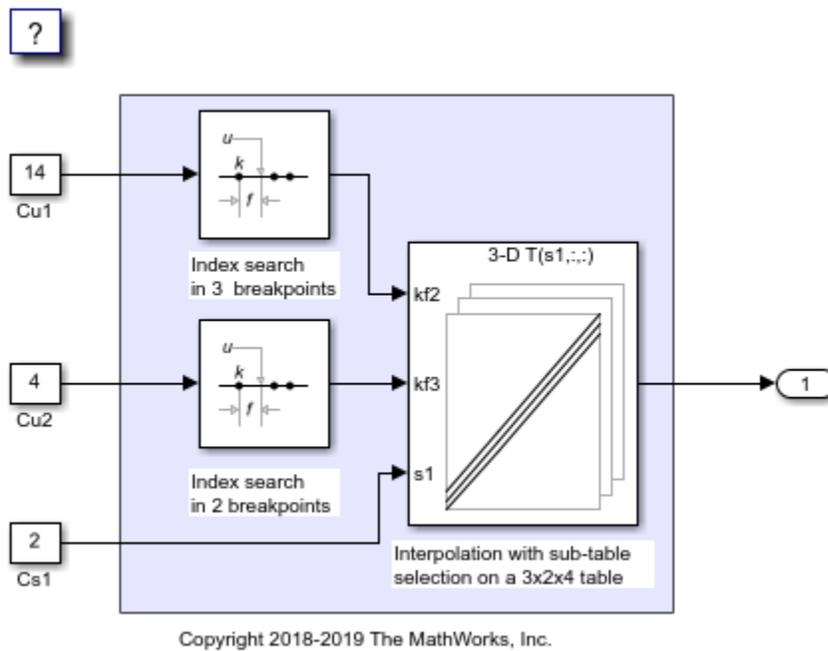 ?
14
Cu1
u
k
f
Index search
in 3 breakpoints
3-D T(s1,:,:)
kf2
4
Cu2
u
k
f
kf3
1
Index search
in 2 breakpoints
s1
2
Cs1
Interpolation with sub-table
selection on a 3x2x4 table
Copyright 2018-2019 The MathWorks, Inc.